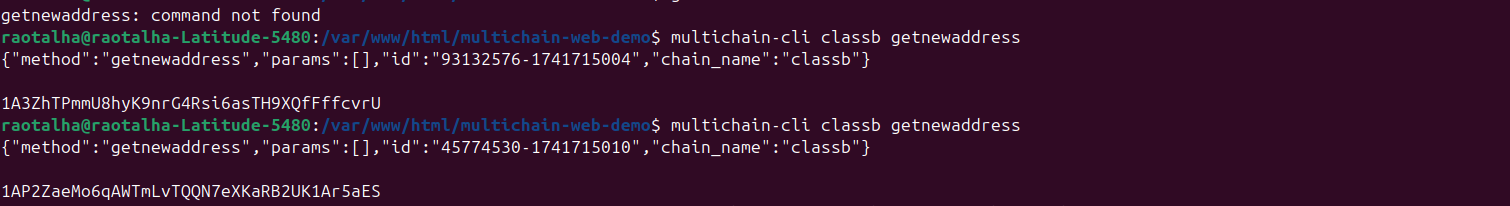 getnewaddress: command not found
raotalha@raotalha-Latitude-5480:/var/www/html/multichain-web-demo$ multichain-cli classb getnewaddress
{"method":"getnewaddress","params":[],"id":"93132576-1741715004","chain_name":"classb"}
1A3ZhTPmmU8hyK9nrG4Rsi6asTH9XQfFffcvrU
raotalha@raotalha-Latitude-5480:/var/www/html/multichain-web-demo$ multichain-cli classb getnewaddress
{"method":"getnewaddress","params":[],"id":"45774530-1741715010","chain_name":"classb"}
1AP2ZaeMo6qAWTmLvTQQN7eXKaRB2UK1Ar5aES